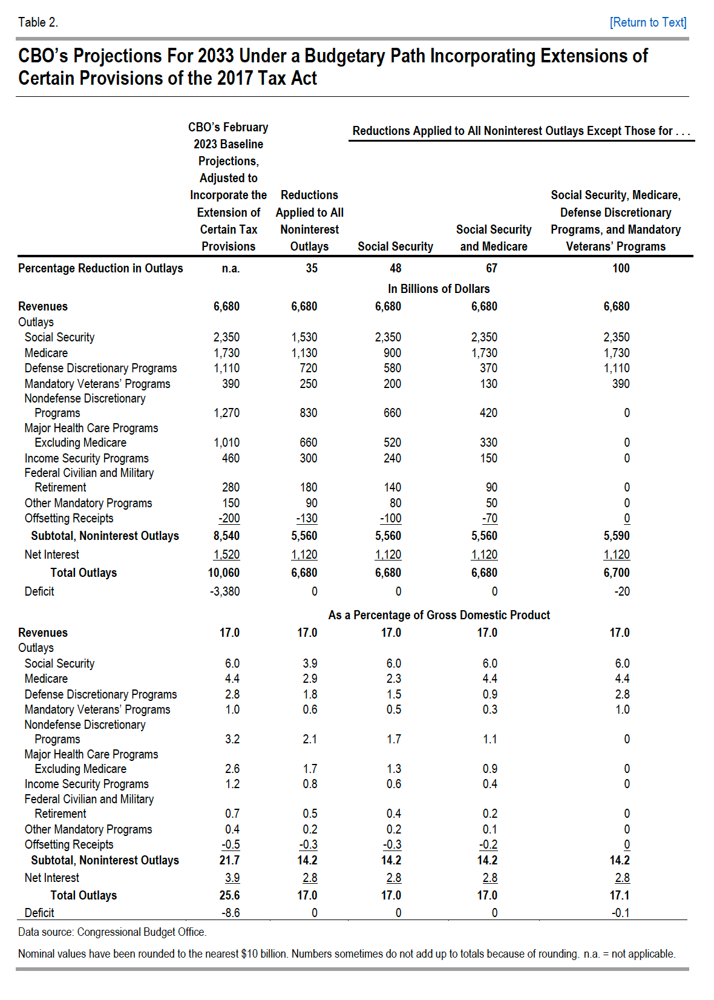 Table 2. [Return to Text]
CBO’s Projections For 2033 Under a Budgetary Path Incorporating Extensions of
Certain Provisions of the 2017 Tax Act
CBO’s February
2023 Baseline
Projections,
Adjusted to
Incorporate the
Extension of
Certain Tax
Provisions
Reductions
Applied to All
Noninterest
Outlays
Reductions Applied to All Noninterest Outlays Except Those for . . .
Social Security
Social Security
and Medicare
Social Security, Medicare,
Defense Discretionary
Programs, and Mandatory
Veterans’ Programs
Percentage Reduction in Outlays n.a. 35 48 67 100
In Billions of Dollars
Revenues 6,680 6,680 6,680 6,680 6,680
Outlays
Social Security 2,350 1,530 2,350 2,350 2,350
Medicare 1,730 1,130 900 1,730 1,730
Defense Discretionary Programs 1,110 720 580 370 1,110
Mandatory Veterans’ Programs 390 250 200 130 390
Nondefense Discretionary
Programs 1,270 830 660 420 0
Major Health Care Programs
Excluding Medicare 1,010 660 520 330 0
Income Security Programs 460 300 240 150 0
Federal Civilian and Military
Retirement 280 180 140 90 0
Other Mandatory Programs 150 90 80 50 0
Offsetting Receipts -200 -130 -100 -70 0
Subtotal, Noninterest Outlays 8,540 5,560 5,560 5,560 5,590
Net Interest 1,520 1,120 1,120 1,120 1,120
Total Outlays 10,060 6,680 6,680 6,680 6,700
Deficit -3,380 0 0 0 -20
As a Percentage of Gross Domestic Product
Revenues 17.0 17.0 17.0 17.0 17.0
Outlays
Social Security 6.0 3.9 6.0 6.0 6.0
Medicare 4.4 2.9 2.3 4.4 4.4
Defense Discretionary Programs 2.8 1.8 1.5 0.9 2.8
Mandatory Veterans’ Programs 1.0 0.6 0.5 0.3 1.0
Nondefense Discretionary
Programs 3.2 2.1 1.7 1.1 0
Major Health Care Programs
Excluding Medicare 2.6 1.7 1.3 0.9 0
Income Security Programs 1.2 0.8 0.6 0.4 0
Federal Civilian and Military
Retirement 0.7 0.5 0.4 0.2 0
Other Mandatory Programs 0.4 0.2 0.2 0.1 0
Offsetting Receipts -0.5 -0.3 -0.3 -0.2 0
Subtotal, Noninterest Outlays 21.7 14.2 14.2 14.2 14.2
Net Interest 3.9 2.8 2.8 2.8 2.8
Total Outlays 25.6 17.0 17.0 17.0 17.1
Deficit -8.6 0 0 0 -0.1
Data source: Congressional Budget Office.
Nominal values have been rounded to the nearest $10 billion. Numbers sometimes do not add up to totals because of rounding. n.a. = not applicable.